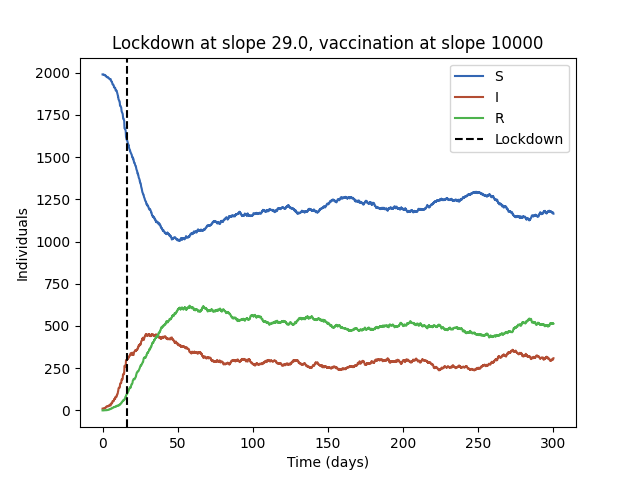 Lockdown at slope 29.0, vaccination at slope 10000
S
I
R
Lockdown
Individuals
2000
1750
1500
1250
1000
750
500
250
0
0 50 100 150 200 250 300
Time (days)